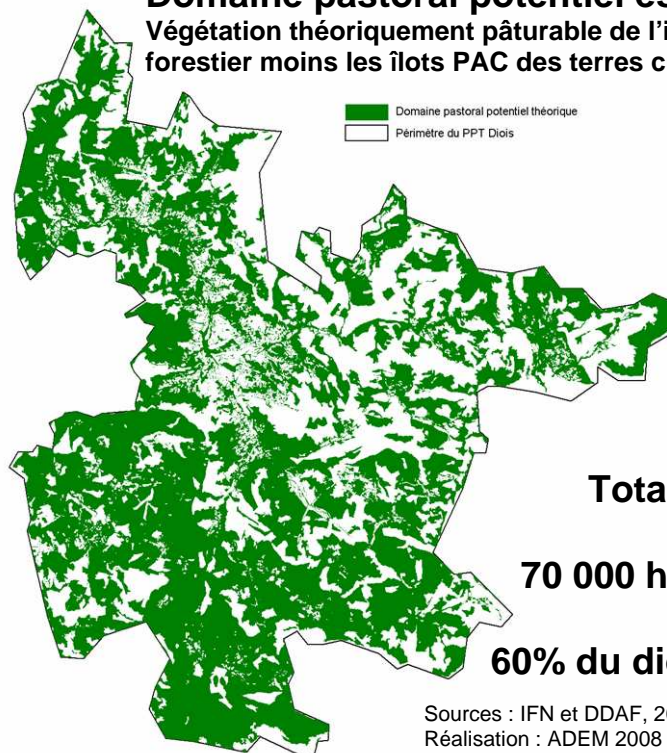 Domaine pastoral potentiel es
Végétation théoriquement pâturable de l'i
forestier moins les îlots PAC des terres c
Domaine pastoral potentiel théorique
Périmètre du PPT Diois
Tota
70 000 h
60% du di
Sources : IFN et DDAF, 20
Réalisation : ADEM 2008